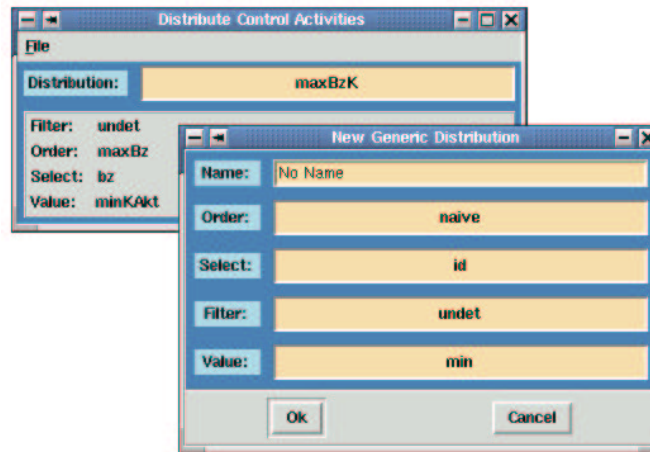 Distribute Control Activities
File
Distribution: maxBzK
Filter: undet
Order: maxBz
Select: bz
Value: minKAkt
New Generic Distribution
Name: No Name
Order: naive
Select: id
Filter: undet
Value: min
Ok Cancel